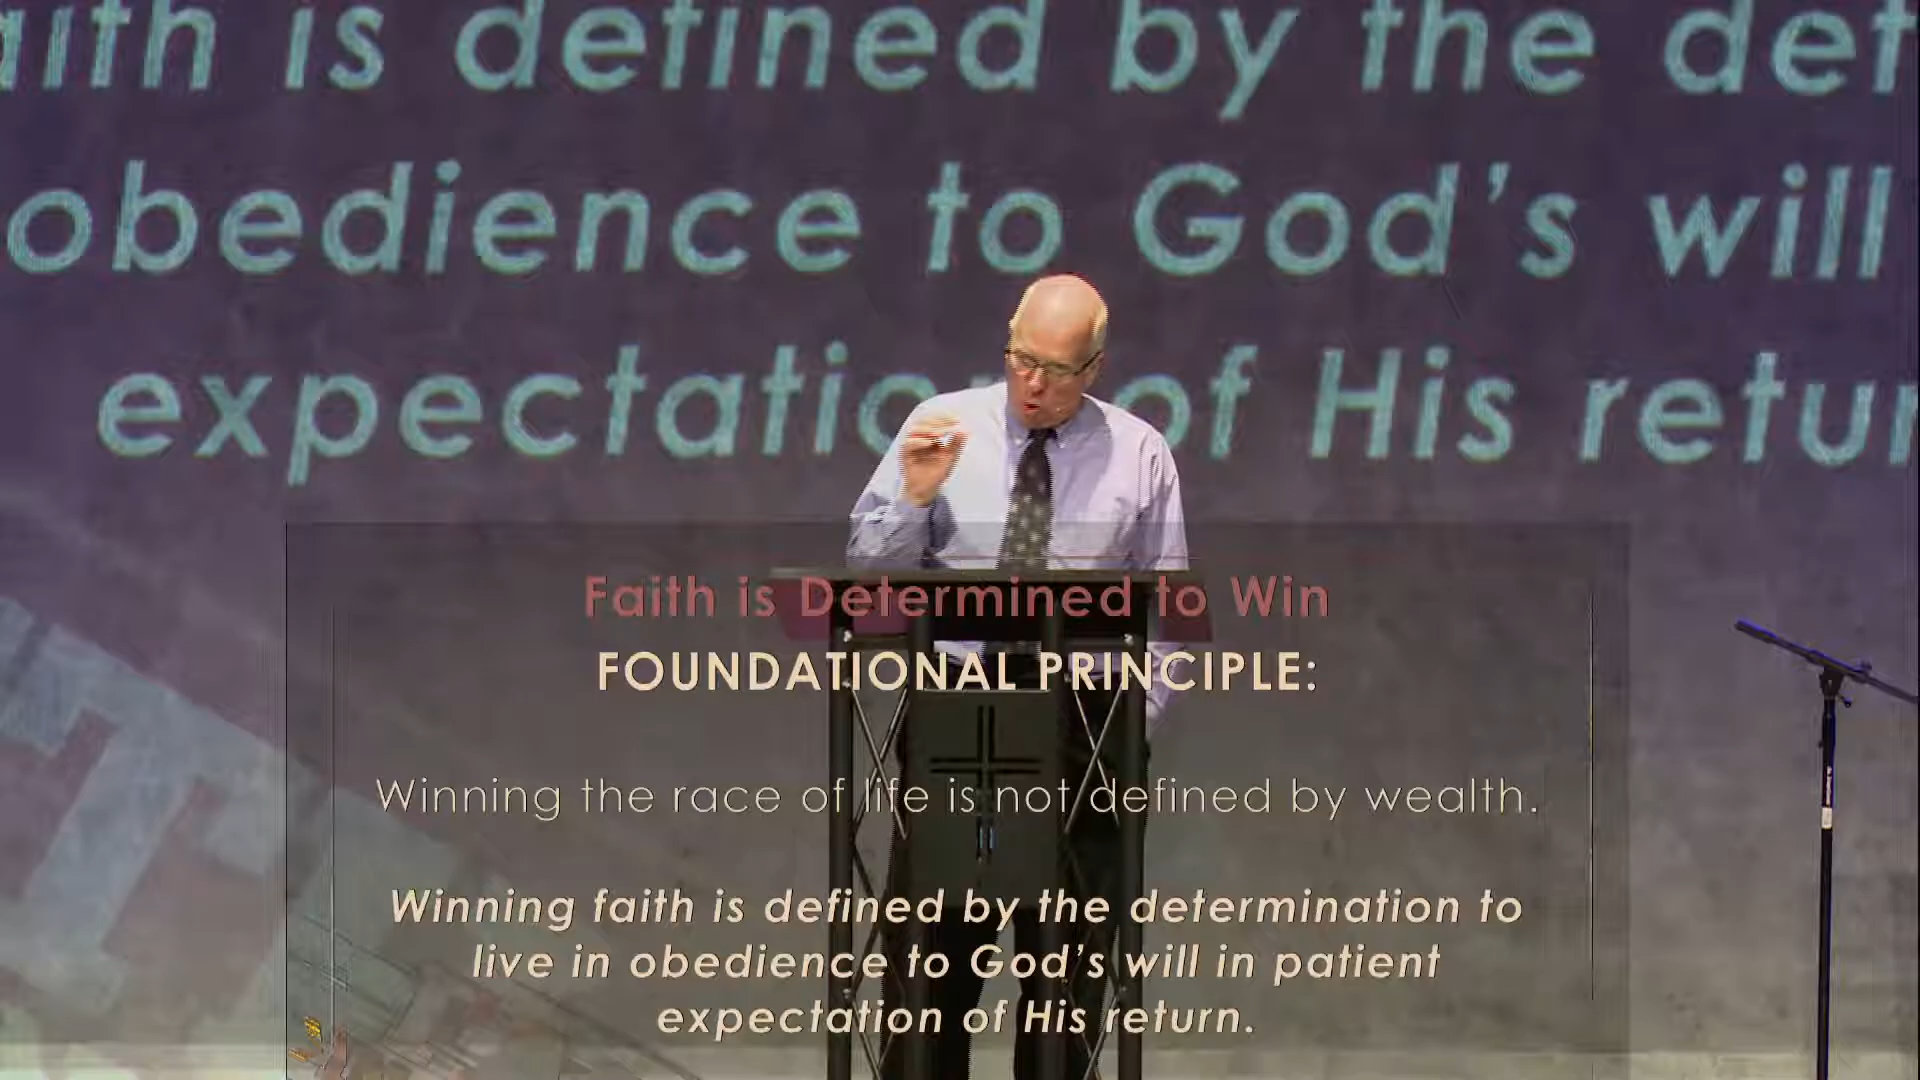 aith is defined by the det
obedience to God's will
expectatio of His retur
Faith is Determined to Win
FOUNDATIONAL PRINCIPLE:
Winning the race of life is not defined by wealth.
Winning faith is defined by the determination to
live in obedience to God's will in patient
expectation of His return.